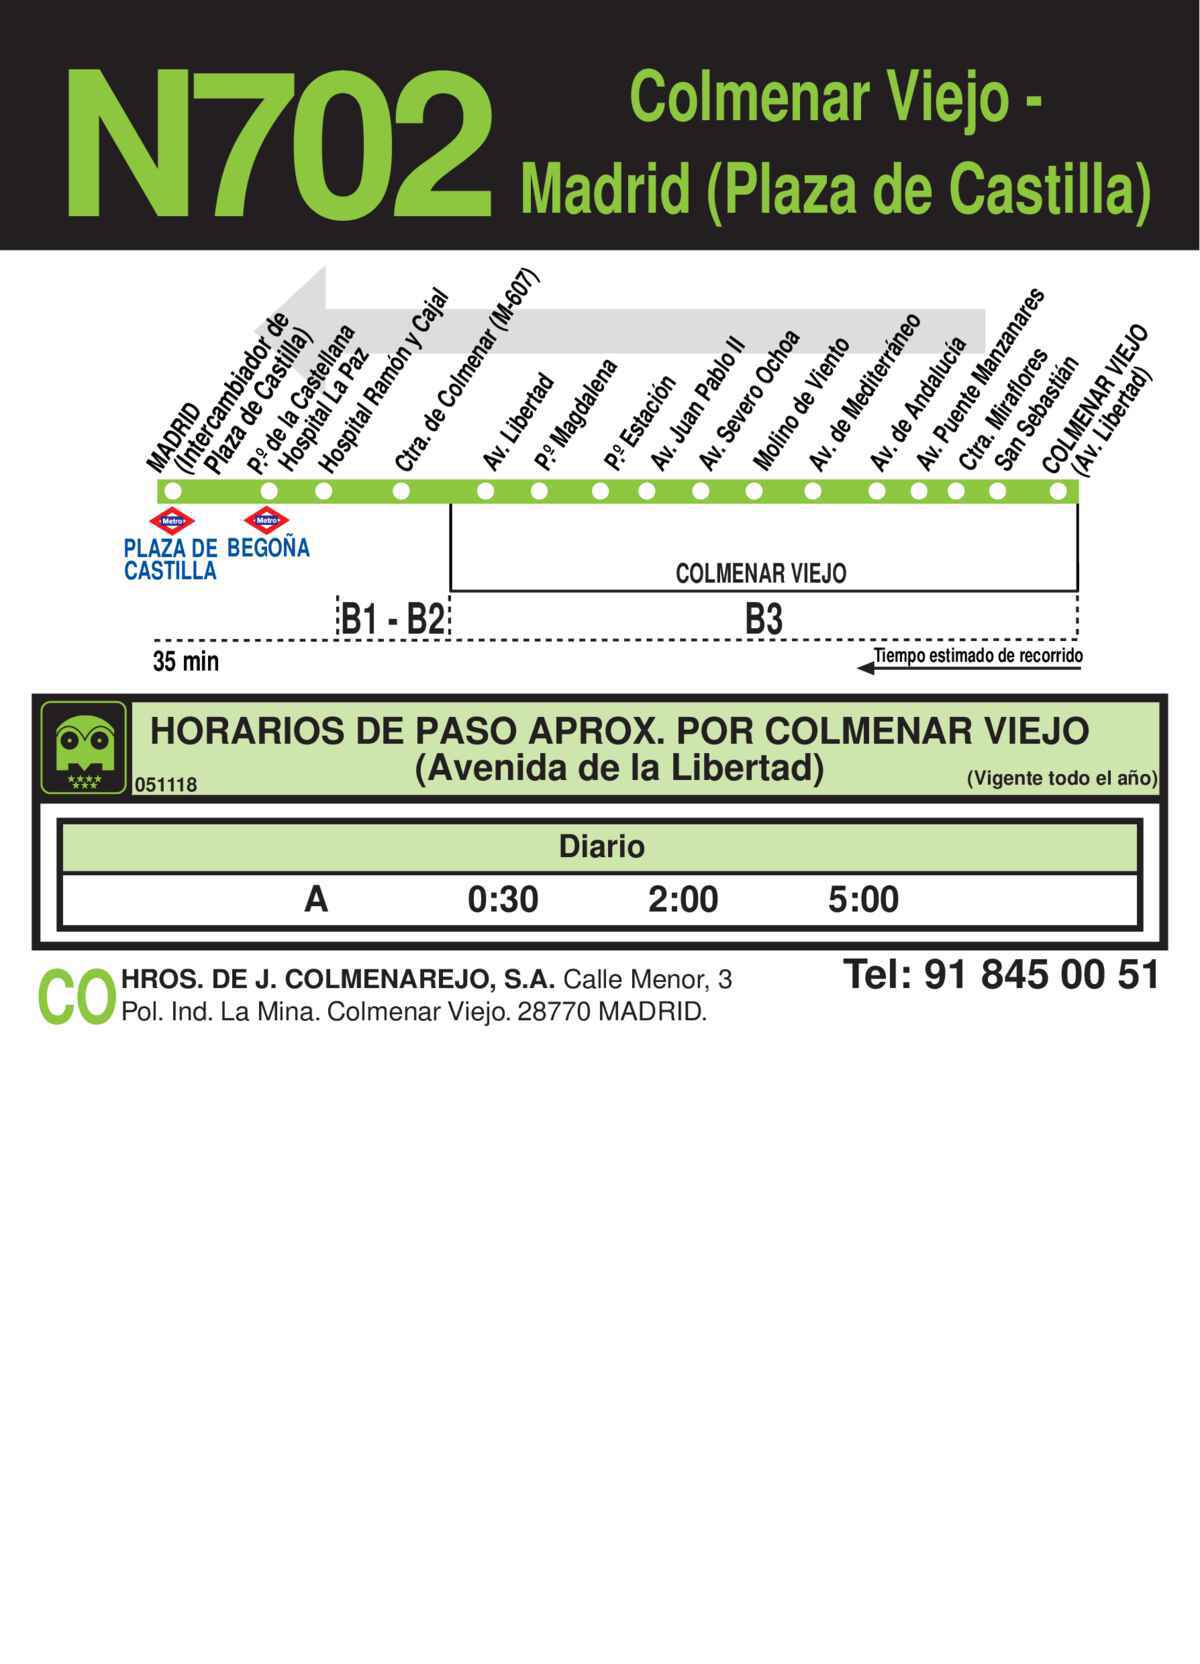 N702
Colmenar Viejo -
Madrid (Plaza de Castilla)
MADRID
(Intercambiador de
Plaza de Castilla)
P.º de la Castellana
Hospital La Paz
Hospital Ramón y Cajal
Ctra. de Colmenar (M-607)
Av. Libertad
P.º Magdalena
P.º Estación
Av. Juan Pablo II
Av. Severo Ochoa
Molino de Viento
Av. de Mediterráneo
Av. de Andalucía
Av. Puente Manzanares
Ctra. Miraflores
San Sebastián
COLMENAR VIEJO
(Av. Libertad)
Metro
Metro
PLAZA DE
CASTILLA
BEGOÑA
COLMENAR VIEJO
B1 - B2
B3
35 min
Tiempo estimado de recorrido
HORARIOS DE PASO APROX. POR COLMENAR VIEJO
(Avenida de la Libertad)
051118
(Vigente todo el año)
Diario
A 0:30 2:00 5:00
CO
HROS. DE J. COLMENAREJO, S.A. Calle Menor, 3
Pol. Ind. La Mina. Colmenar Viejo. 28770 MADRID.
Tel: 91 845 00 51